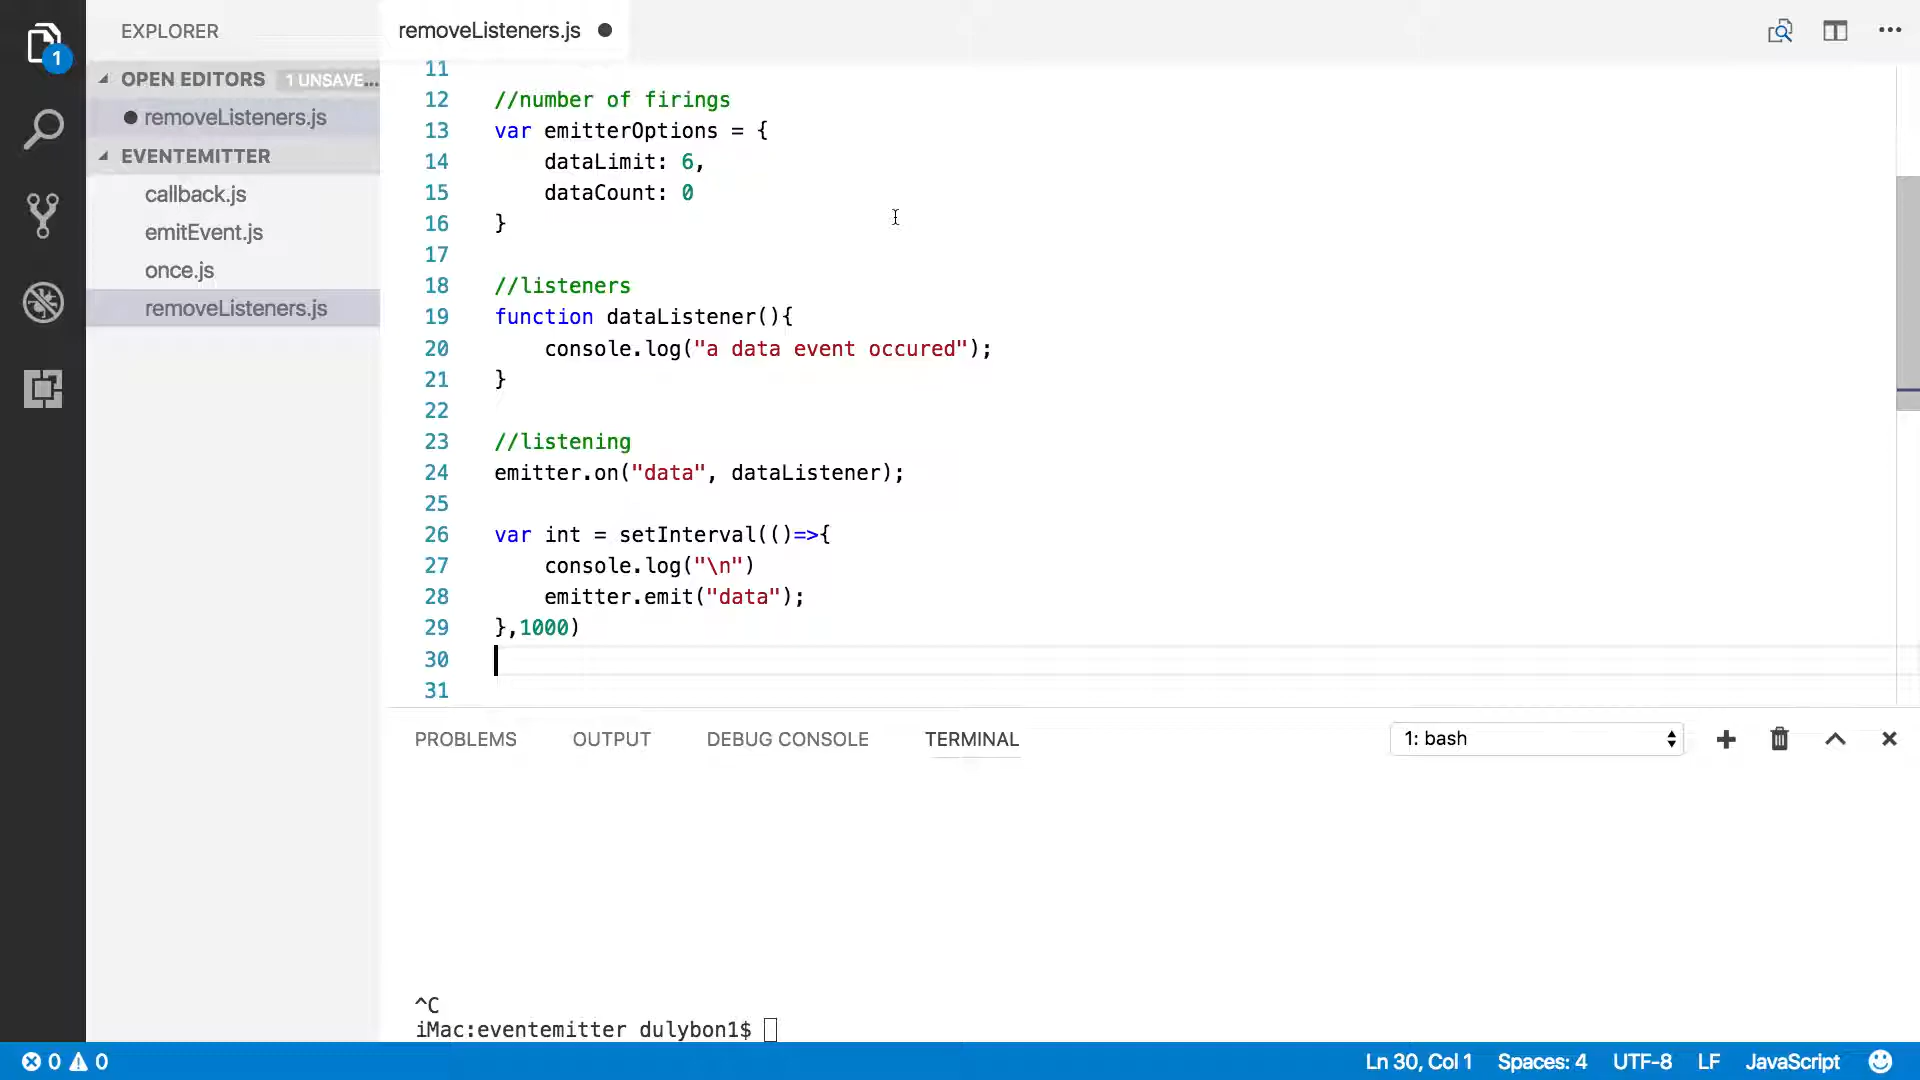 EXPLORER
removeListeners.js
1
OPEN EDITORS
1 UNSAVE...
removeListeners.js
EVENTEMITTER
callback.js
emitEvent.js
once.js
removeListeners.js
11
12 //number of firings
13 var emitterOptions = {
14 dataLimit: 6,
15 dataCount: 0
16 }
17
18 //listeners
19 function dataListener(){
20 console.log("a data event occured");
21 }
22
23 //listening
24 emitter.on("data", dataListener);
25
26 var int = setInterval(()=>{
27 console.log("\n")
28 emitter.emit("data");
29 },1000)
30
31
PROBLEMS OUTPUT DEBUG CONSOLE TERMINAL 1: bash
^C
iMac:eventemitter dulybon1$
0 0 Ln 30, Col 1 Spaces: 4 UTF-8 LF JavaScript